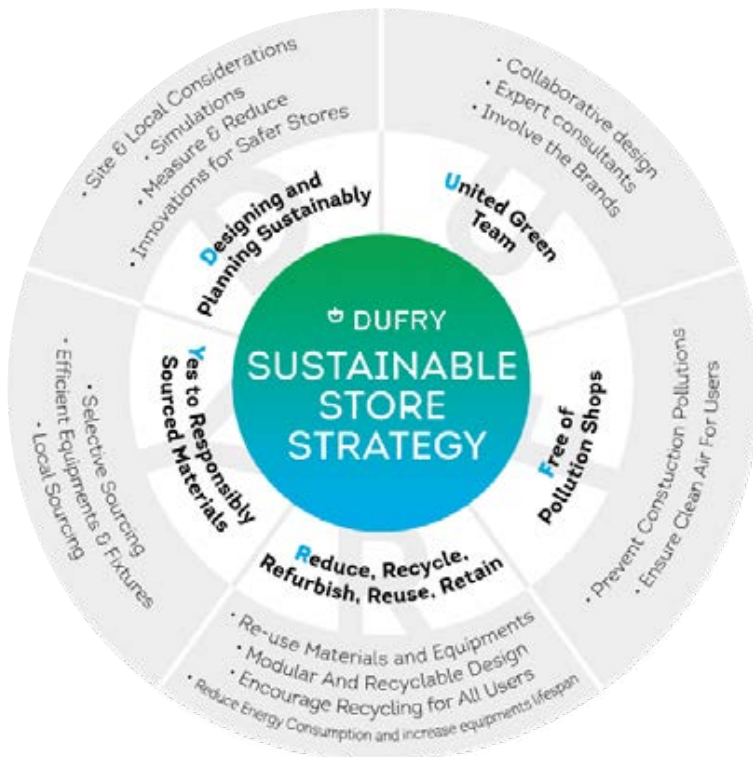 DUFRY
SUSTAINABLE
STORE
STRATEGY
Designing and
Planning Sustainably
• Site & Local Considerations
• Simulations
• Measure & Reduce
• Innovations for Safer Stores
United Green
Team
• Collaborative design
• Expert consultants
• Involve the Brands
Free of
Pollution Shops
• Prevent Constuction Pollutions
• Ensure Clean Air For Users
Reduce, Recycle,
Refurbish, Reuse, Retain
• Re-use Materials and Equipments
• Modular And Recyclable Design
• Encourage Recycling for All Users
• Reduce Energy Consumption and increase equipments lifespan
Yes to Responsibly
Sourced Materials
• Selective Sourcing
• Efficient Equipments & Fixtures
• Local Sourcing
D
U
F
R
Y